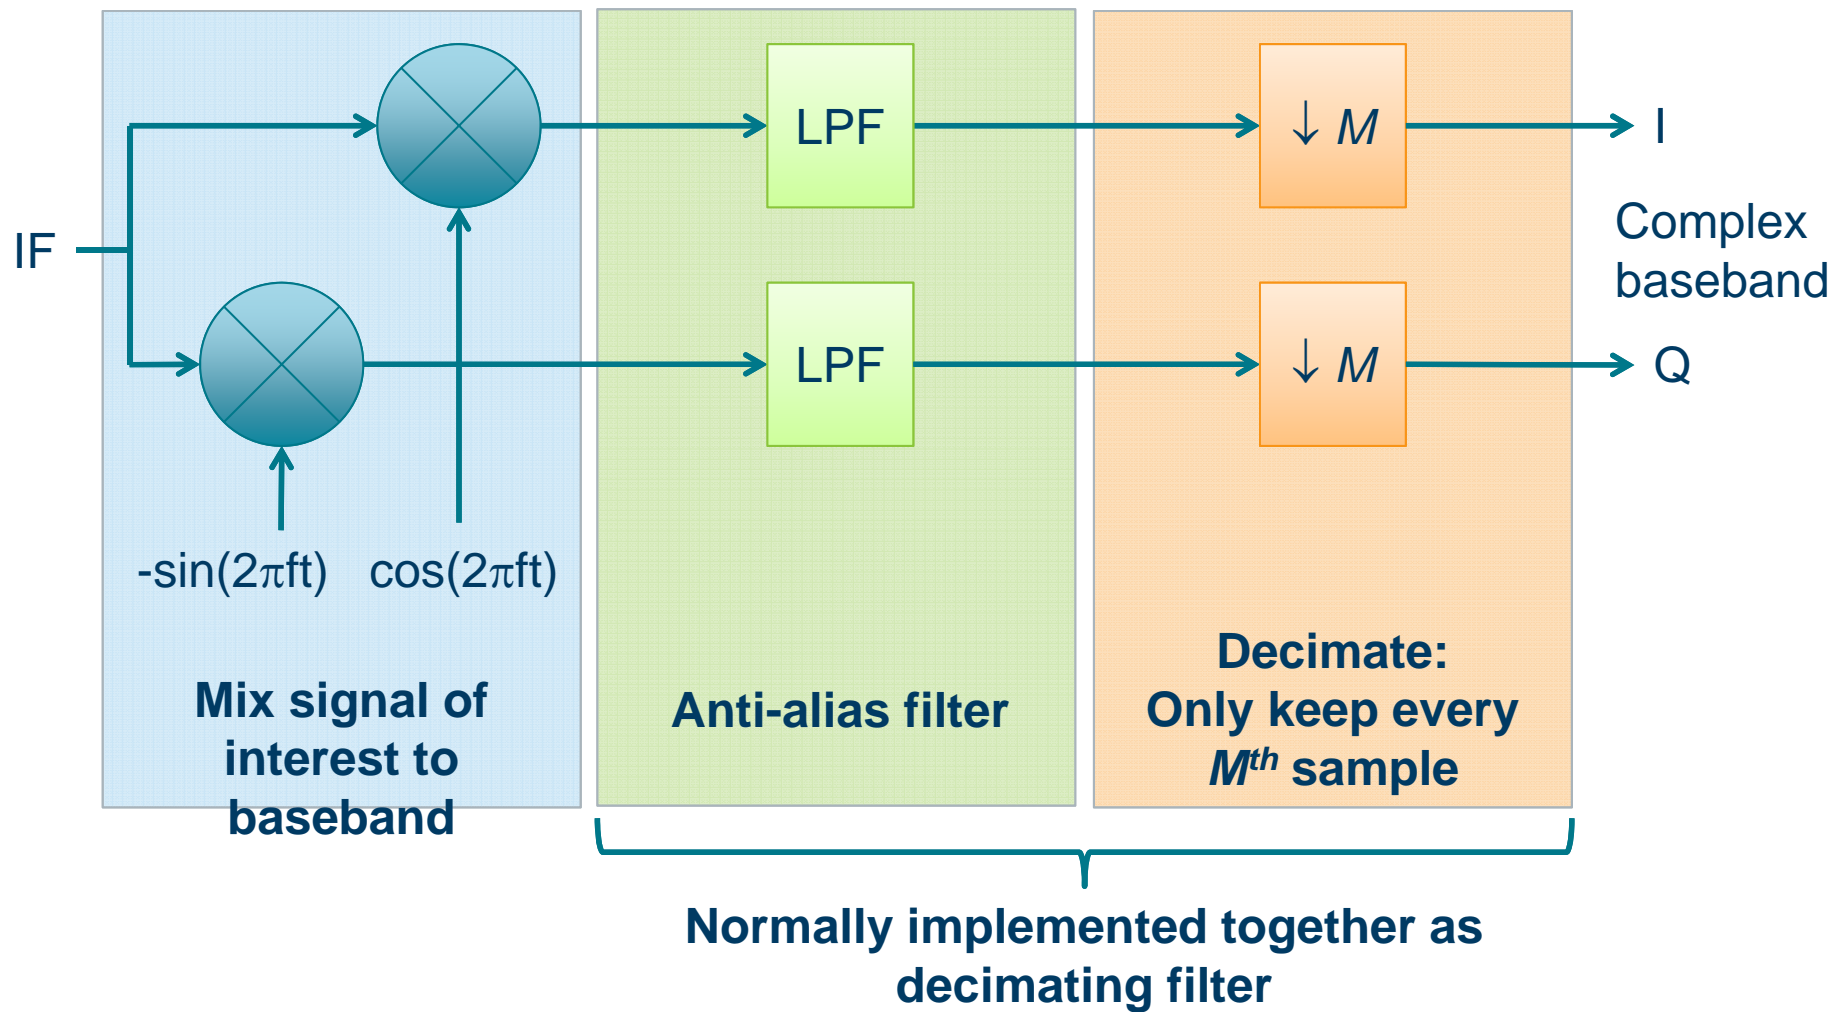 IF
LPF
↓ M
I
Complex
baseband
LPF
↓ M
Q
-sin(2πft)
cos(2πft)
Mix signal of
interest to
baseband
Anti-alias filter
Decimate:
Only keep every
Mth sample
Normally implemented together as
decimating filter